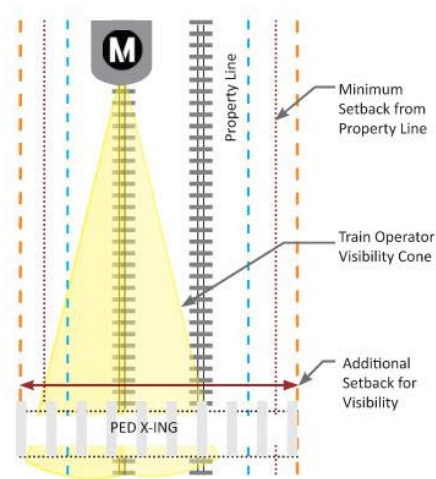 M
Property Line
Minimum
Setback from
Property Line
Train Operator
Visibility Cone
Additional
Setback for
Visibility
PED X-ING